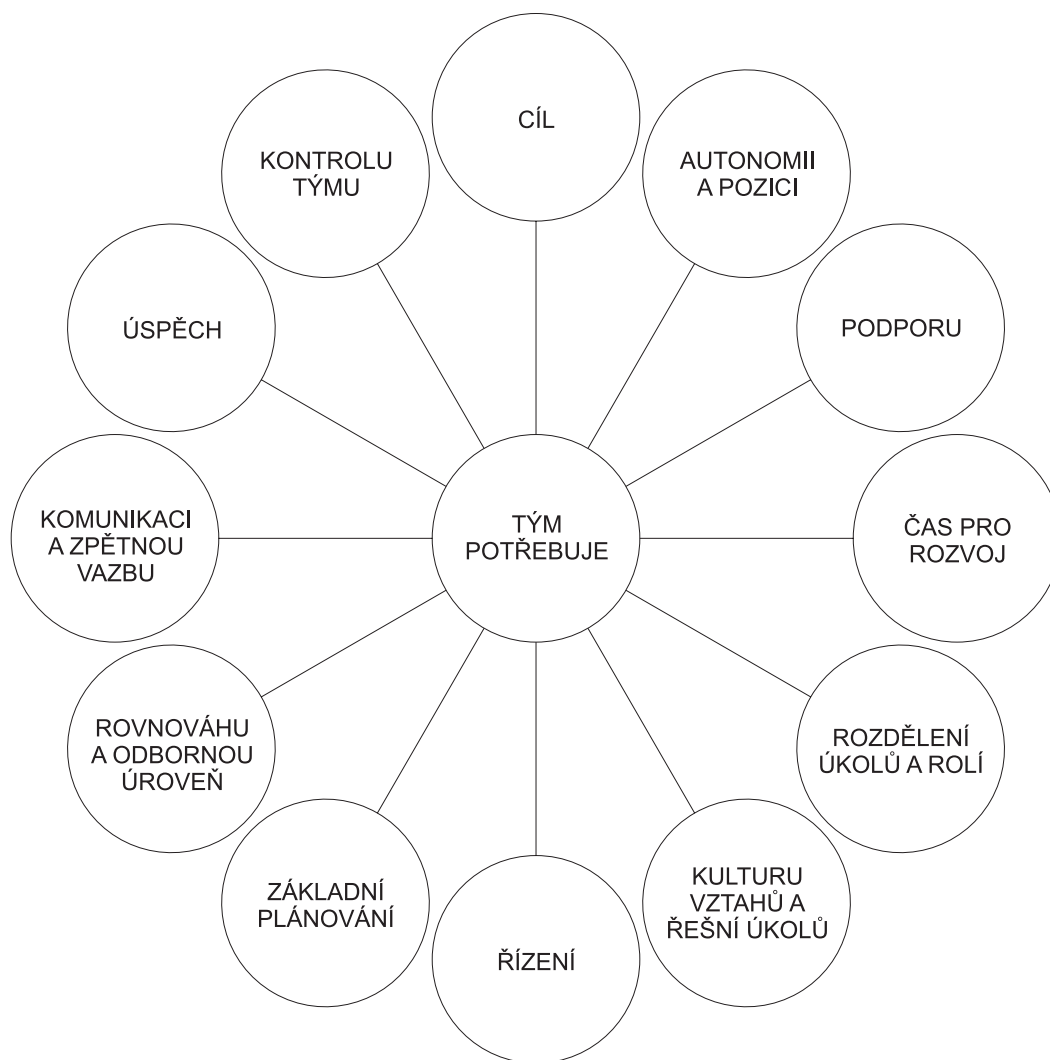 CÍL
AUTONOMII
A POZICI
PODPORU
ČAS PRO
ROZVOJ
ROZDĚLENÍ
ÚKOLŮ A ROLÍ
KULTURU
VZTAHŮ A
ŘEŠNÍ ÚKOLŮ
ŘÍZENÍ
ZÁKLADNÍ
PLÁNOVÁNÍ
ROVNOVÁHU
A ODBORNOU
ÚROVEŇ
KOMUNIKACI
A ZPĚTNOU
VAZBU
ÚSPĚCH
KONTROLU
TÝMU
TÝM
POTŘEBUJE